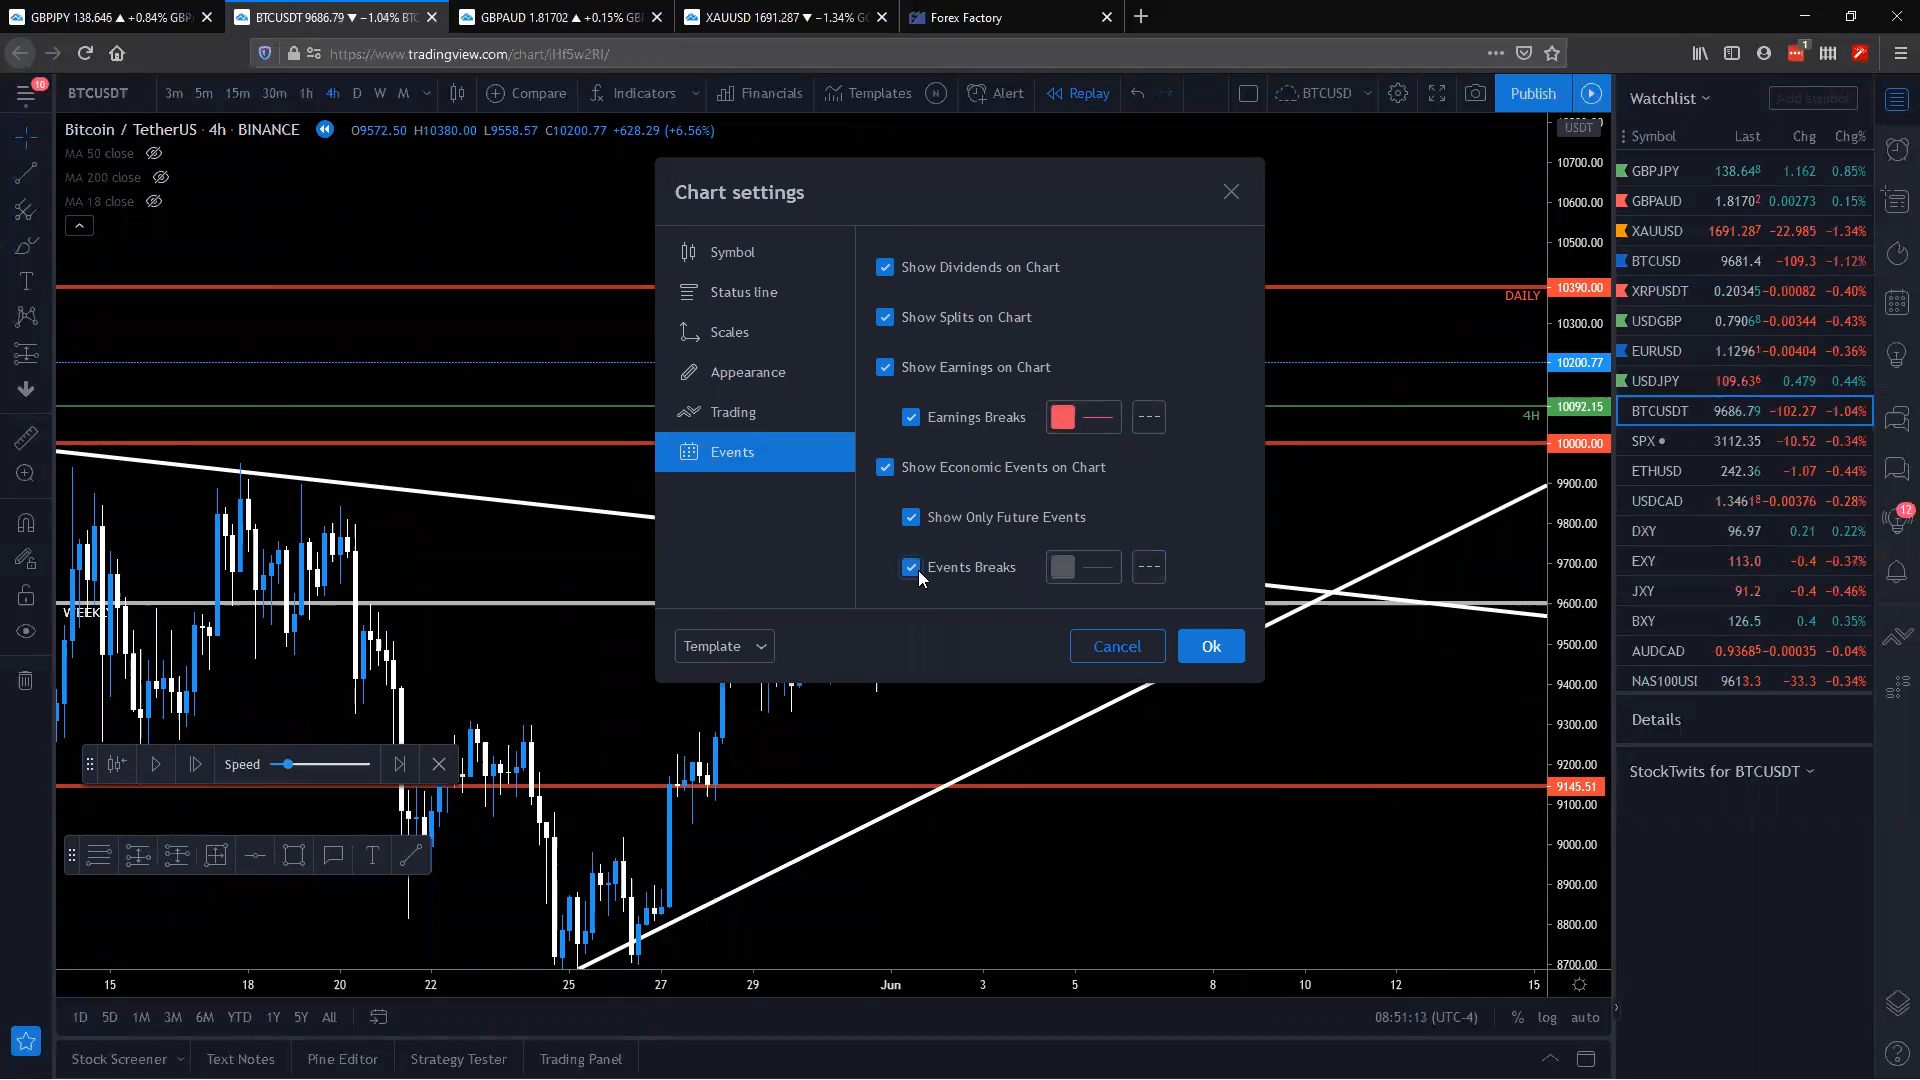 GBPJPY 138.646 ▲ +0.84% GBP
BTCUSDT 9686.79 ▼ −1.04% BTC
GBPAUD 1.81702 ▲ +0.15% GBP
XAUUSD 1691.287 ▼ −1.34% GO
Forex Factory
https://www.tradingview.com/chart/iHf5w2Rl/
1
10
BTCUSDT 3m 5m 15m 30m 1h 4h D W M Compare Indicators Financials Templates N Alert Replay BTCUSDT Publish
Bitcoin / TetherUS · 4h · BINANCE O9572.50 H10380.00 L9558.57 C10200.77 +628.29 (+6.56%)
MA 50 close
MA 200 close
MA 18 close
Chart settings
Symbol
Status line
Scales
Appearance
Trading
Events
Show Dividends on Chart
Show Splits on Chart
Show Earnings on Chart
Earnings Breaks
Show Economic Events on Chart
Show Only Future Events
Events Breaks
Template
Cancel
Ok
WEEKLY
DAILY
4H
USDT
10700.00
10600.00
10500.00
10390.00
10300.00
10200.77
10092.15
10000.00
9900.00
9800.00
9700.00
9600.00
9500.00
9400.00
9300.00
9200.00
9145.51
9100.00
9000.00
8900.00
8800.00
8700.00
Speed
15 18 20 22 25 27 29 Jun 3 5 8 10 12 15
1D 5D 1M 3M 6M YTD 1Y 5Y All
08:51:13 (UTC-4) % log auto
Stock Screener Text Notes Pine Editor Strategy Tester Trading Panel
Watchlist Add symbol
Symbol Last Chg Chg%
GBPJPY 138.648 1.162 0.85%
GBPAUD 1.81702 0.00273 0.15%
XAUUSD 1691.287 −22.985 −1.34%
BTCUSD 9681.4 −109.3 −1.12%
XRPUSDT 0.20345 −0.00082 −0.40%
USDGBP 0.79068 −0.00344 −0.43%
EURUSD 1.12961 −0.00404 −0.36%
USDJPY 109.636 0.479 0.44%
BTCUSDT 9686.79 −102.27 −1.04%
SPX 3112.35 −10.52 −0.34%
ETHUSD 242.36 −1.07 −0.44%
USDCAD 1.34618 −0.00376 −0.28%
DXY 96.97 0.21 0.22%
EXY 113.0 −0.4 −0.37%
JXY 91.2 −0.4 −0.46%
BXY 126.5 0.4 0.35%
AUDCAD 0.93685 −0.00035 −0.04%
NAS100USI 9613.3 −33.3 −0.34%
12
Details
StockTwits for BTCUSDT